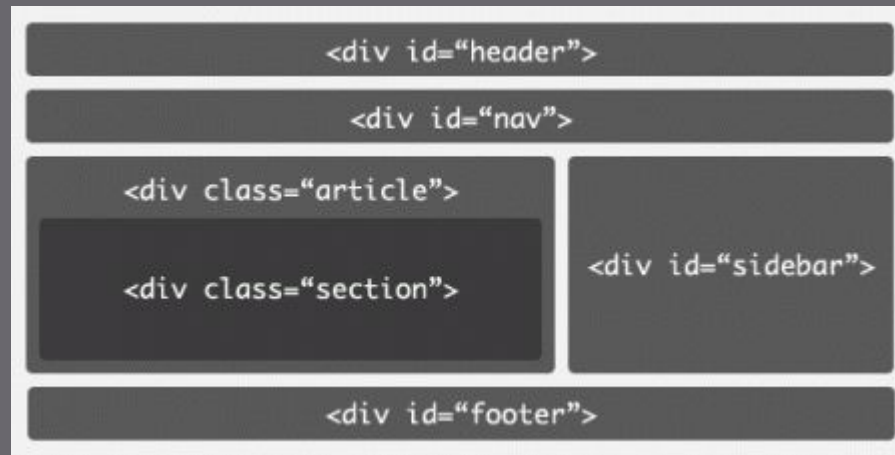 <div id=“header”>
<div id=“nav”>
<div class=“article”>
<div class=“section”>
<div id=“sidebar”>
<div id=“footer”>